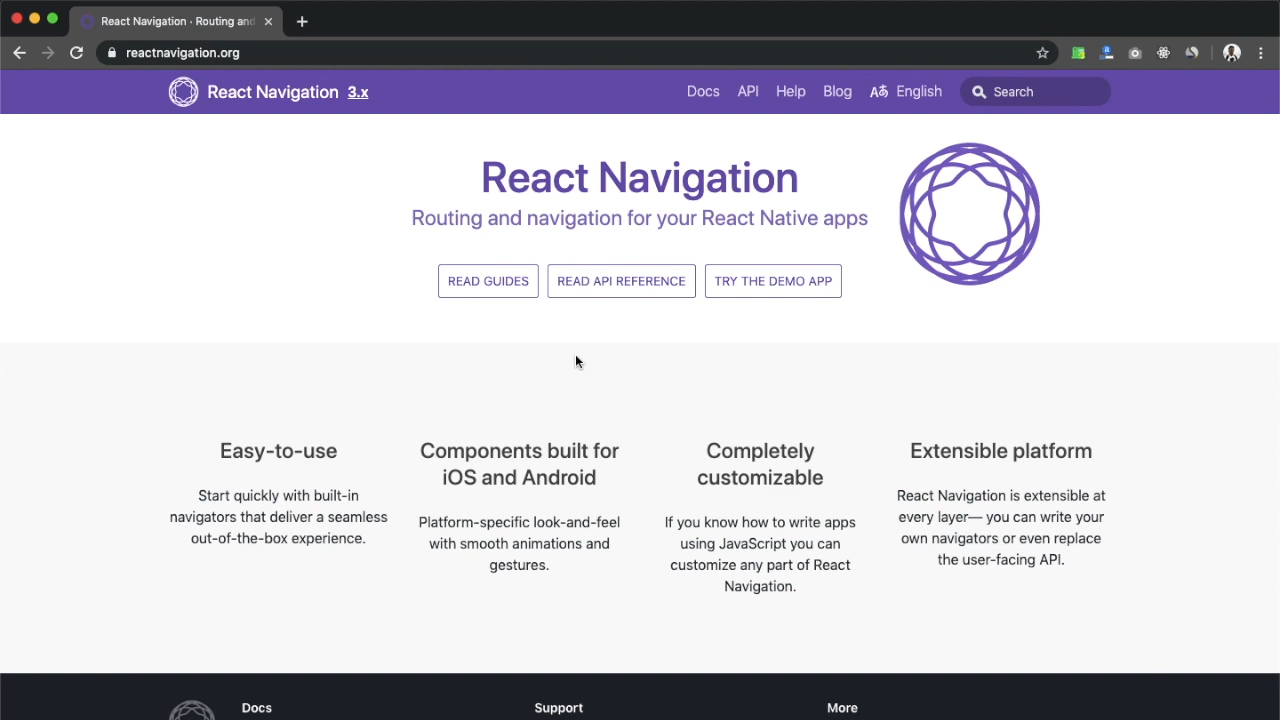 React Navigation · Routing and
reactnavigation.org
React Navigation 3.x
Docs API Help Blog English Search
React Navigation
Routing and navigation for your React Native apps
READ GUIDES
READ API REFERENCE
TRY THE DEMO APP
Easy-to-use
Start quickly with built-in
navigators that deliver a seamless
out-of-the-box experience.
Components built for
iOS and Android
Platform-specific look-and-feel
with smooth animations and
gestures.
Completely
customizable
If you know how to write apps
using JavaScript you can
customize any part of React
Navigation.
Extensible platform
React Navigation is extensible at
every layer— you can write your
own navigators or even replace
the user-facing API.
Docs
Support
More